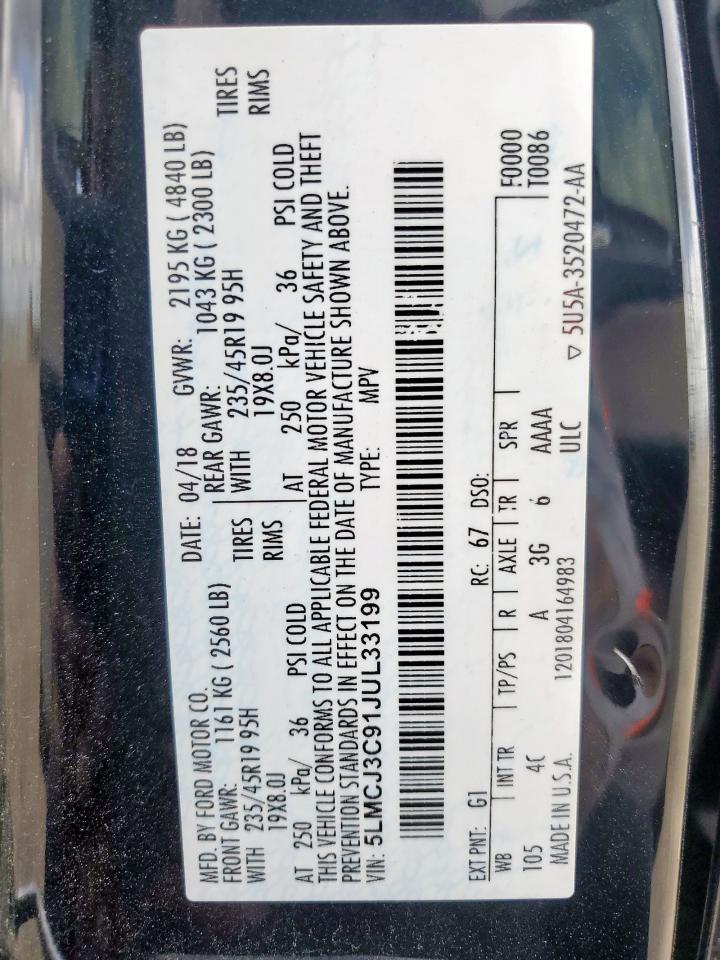 MFD. BY FORD MOTOR CO. DATE: 04/18 GVWR: 2195 KG ( 4840 LB)
FRONT GAWR: 1161 KG ( 2560 LB) REAR GAWR: 1043 KG ( 2300 LB)
WITH 235/45R19 95H TIRES WITH 235/45R19 95H TIRES
19X8.0J RIMS 19X8.0J RIMS
AT 250 kPa/ 36 PSI COLD AT 250 kPa/ 36 PSI COLD
THIS VEHICLE CONFORMS TO ALL APPLICABLE FEDERAL MOTOR VEHICLE SAFETY AND THEFT
PREVENTION STANDARDS IN EFFECT ON THE DATE OF MANUFACTURE SHOWN ABOVE.
VIN: 5LMCJ3C91JUL33199 TYPE: MPV
EXT PNT: G1 RC: 67 DSO: F0000
WB INT TR TP/PS R AXLE TR SPR T0086
105 4C A 3G 6 AAAA
MADE IN U.S.A. 1201804164983 ULC ▽ 5U5A-3520472-AA